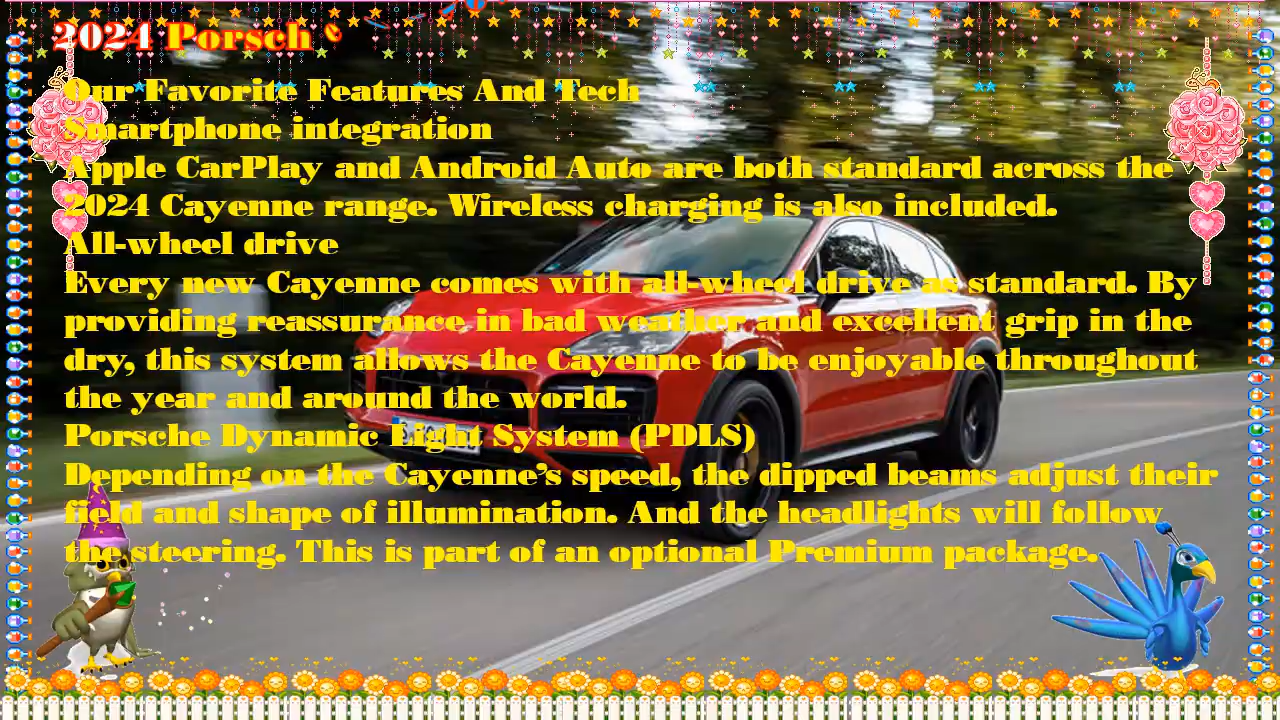 2024 Porsch e
Our Favorite Features And Tech
Smartphone integration
Apple CarPlay and Android Auto are both standard across the
2024 Cayenne range. Wireless charging is also included.
All-wheel drive
Every new Cayenne comes with all-wheel drive as standard. By
providing reassurance in bad weather and excellent grip in the
dry, this system allows the Cayenne to be enjoyable throughout
the year and around the world.
Porsche Dynamic Light System (PDLS)
Depending on the Cayenne’s speed, the dipped beams adjust their
field and shape of illumination. And the headlights will follow
the steering. This is part of an optional Premium package.